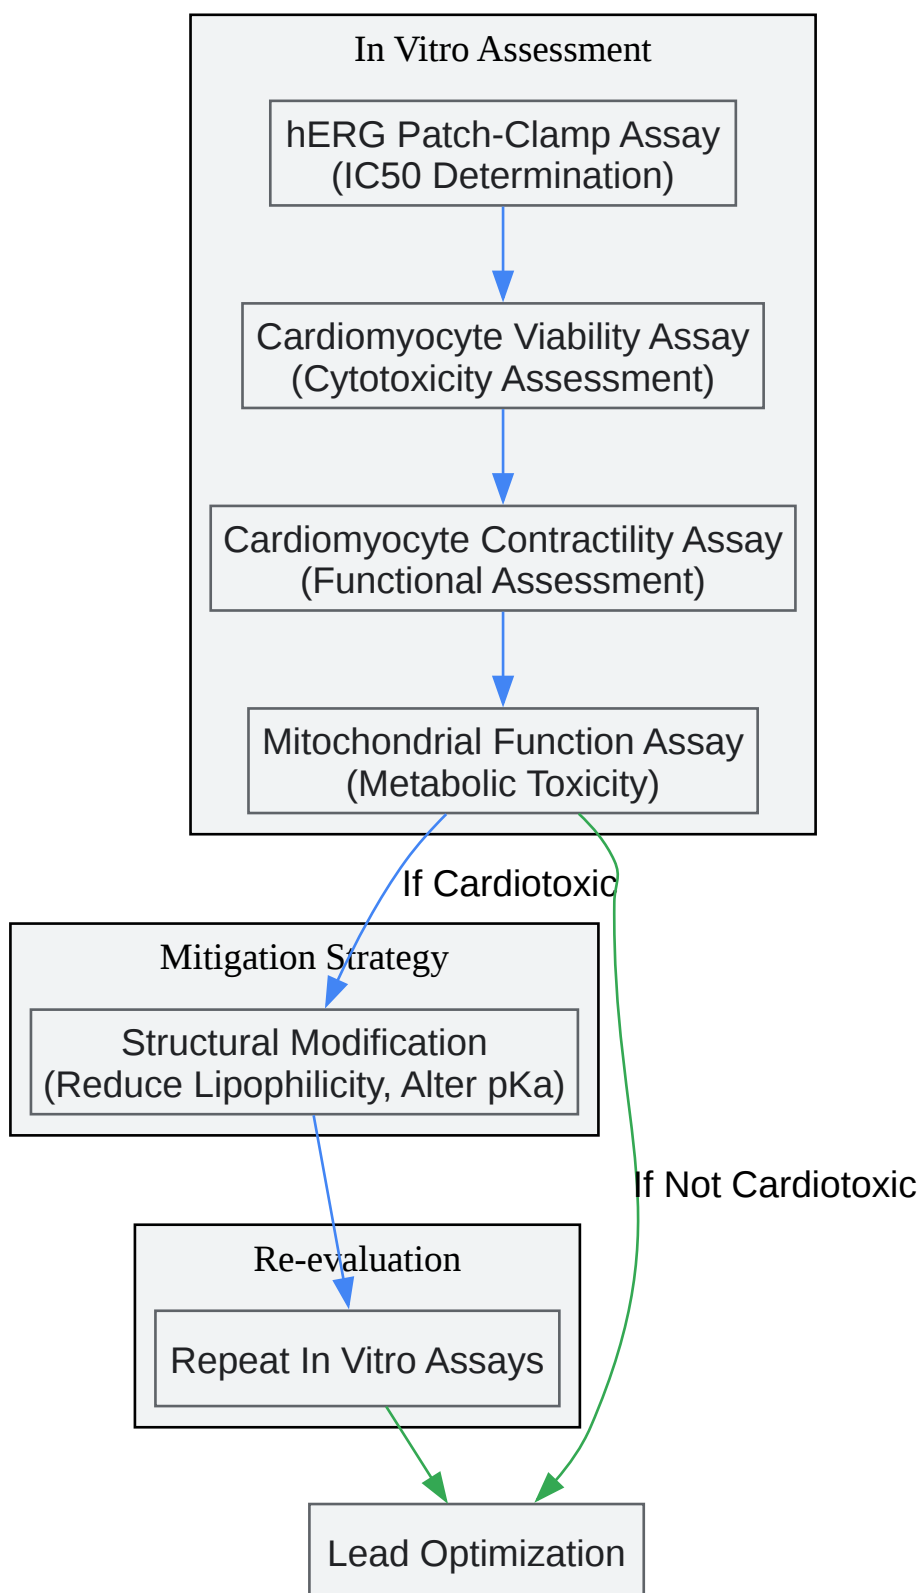 In Vitro Assessment
hERG Patch-Clamp Assay
(IC50 Determination)
Cardiomyocyte Viability Assay
(Cytotoxicity Assessment)
Cardiomyocyte Contractility Assay
(Functional Assessment)
Mitochondrial Function Assay
(Metabolic Toxicity)
If Cardiotoxic
Mitigation Strategy
Structural Modification
(Reduce Lipophilicity, Alter pKa)
If Not Cardiotoxic
Re-evaluation
Repeat In Vitro Assays
Lead Optimization